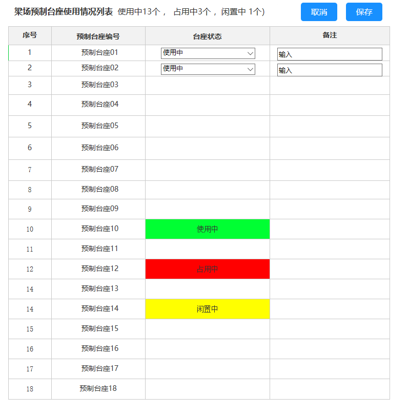 梁场预制台座使用情况列表 使用中13个， 占用中3个， 闲置中 1个) 取消 保存
序号 预制台座编号 台座状态 备注
1 预制台座01 使用中 输入
2 预制台座02 使用中 输入
3 预制台座03
4 预制台座04
5 预制台座05
6 预制台座06
7 预制台座07
8 预制台座08
9 预制台座09
10 预制台座10 使用中
11 预制台座11
12 预制台座12 占用中
14 预制台座13
14 预制台座14 闲置中
15 预制台座15
16 预制台座16
17 预制台座17
18 预制台座18